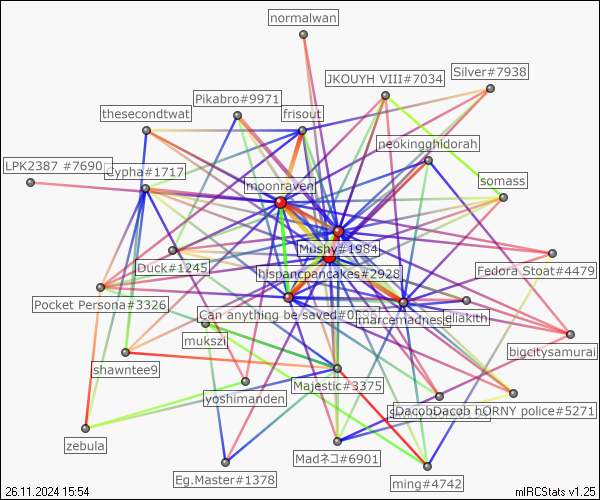 normalwan
JKOUYH VIII#7034
Silver#7938
Pikabro#9971
thesecondtwat
frisout
neokingghidorah
LPK2387 #7690
Cypha#1717
moonraven
somass
Mushy#1984
Duck#1245
hispancpancakes#2928
Fedora Stoat#4479
Pocket Persona#3326
Can anything be saved#0
marcemadness
eliakith
mukszi
bigcitysamurai
shawntee9
Majestic#3375
yoshimanden
DacobDacob
hORNY police#5271
zebula
Madネコ#6901
Eg.Master#1378
ming#4742
26.11.2024 15:54
mIRCStats v1.25